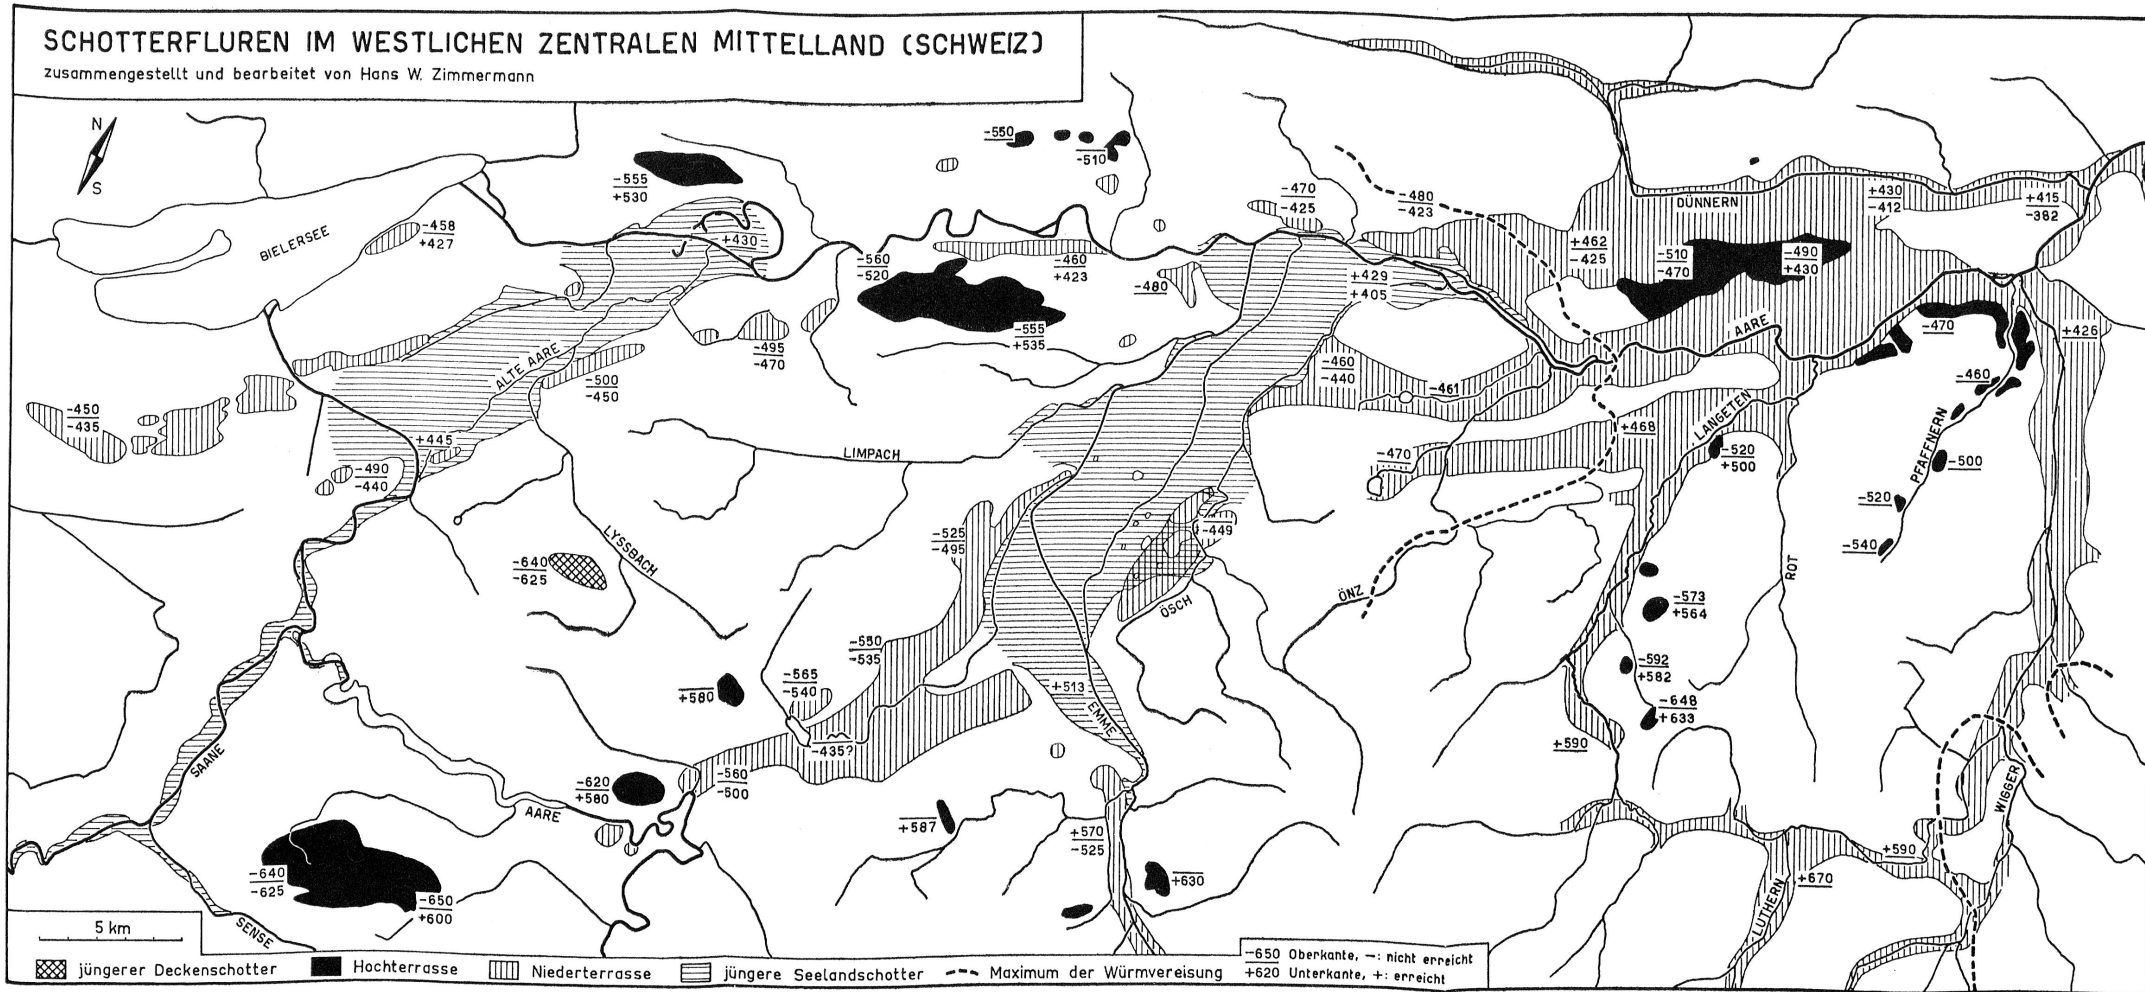 SCHOTTERFLUREN IM WESTLICHEN ZENTRALEN MITTELLAND (SCHWEIZ)
zusammengestellt und bearbeitet von Hans W. Zimmermann
N
S
-550
-510
-555
+530
-470
-425
-480
-423
DÜNNERN
+430
-412
+415
-382
BIELERSEE
-458
+427
+430
-560
-520
-460
+423
-480
+429
+405
+462
-425
-510
-470
-490
+430
-555
+535
-495
-470
AARE
-470
+426
ALTE AARE
-500
-450
-460
-440
-461
-460
-450
-435
+445
-490
-440
LIMPACH
-470
+468
LANGETEN
-520
+500
PFAFFNERN
-500
-520
-540
-525
-495
-449
LYSSBACH
-640
-625
ÖSCH
ÖNZ
ROT
-573
+564
-550
-535
-592
+582
-565
-540
+580
+513
EMME
-648
+633
+590
-435?
SAANE
-620
+580
-560
-500
WIGGER
AARE
+587
+570
-525
+590
-640
-625
-650
+600
+630
+670
LUTHERN
SENSE
5 km
jüngerer Deckenschotter
Hochterrasse
Niederterrasse
jüngere Seelandschotter
Maximum der Würmvereisung
-650 Oberkante, -: nicht erreicht
+620 Unterkante, +: erreicht